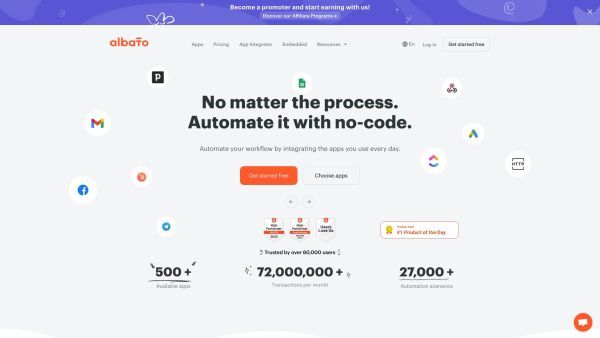 Become a promoter and start earning with us!
Discover our Affiliate Programs→
albato
Apps
Pricing
App Integrator
Embedded
Resources
En
Log in
Get started free
No matter the process.
Automate it with no-code.
Automate your workflow by integrating the apps you use every day.
Get started free
Choose apps
HTTP
High
Performer
High
Performer
Users
Love Us
#1 Product of the Day
Trusted by over 60,000 users
500 +
Available apps
72,000,000 +
Transactions per month
27,000 +
Automation scenarios